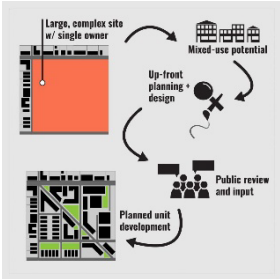 Large, complex site
w/ single owner
Mixed-use potential
Up-front
planning +
design
Public review
and input
Planned unit
development